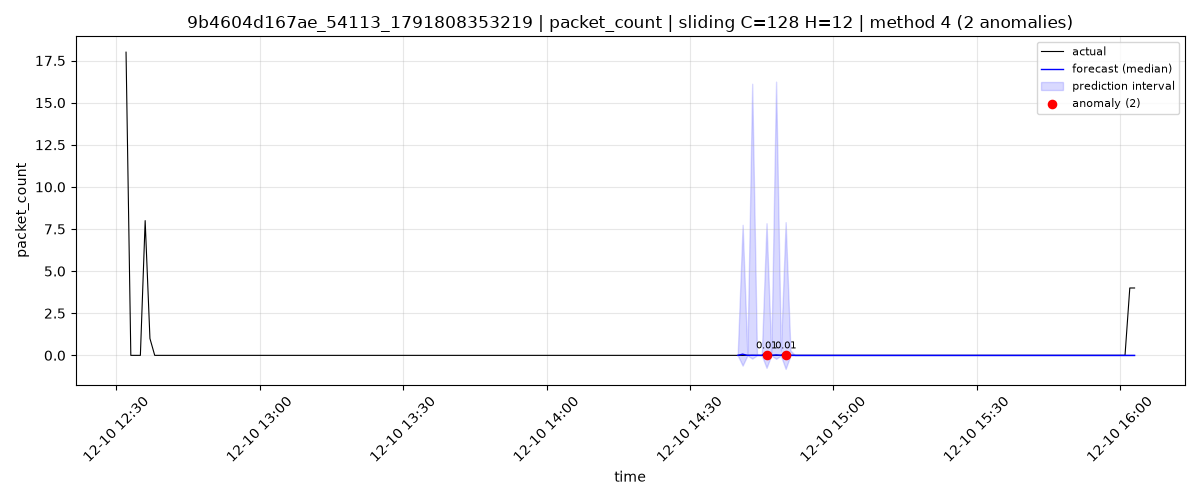 9b4604d167ae_54113_1791808353219 | packet_count | sliding C=128 H=12 | method 4 (2 anomalies)
actual
forecast (median)
prediction interval
anomaly (2)
17.5
15.0
12.5
10.0
7.5
5.0
2.5
0.0
packet_count
0.01
0.01
12-10 12:30
12-10 13:00
12-10 13:30
12-10 14:00
12-10 14:30
12-10 15:00
12-10 15:30
12-10 16:00
time